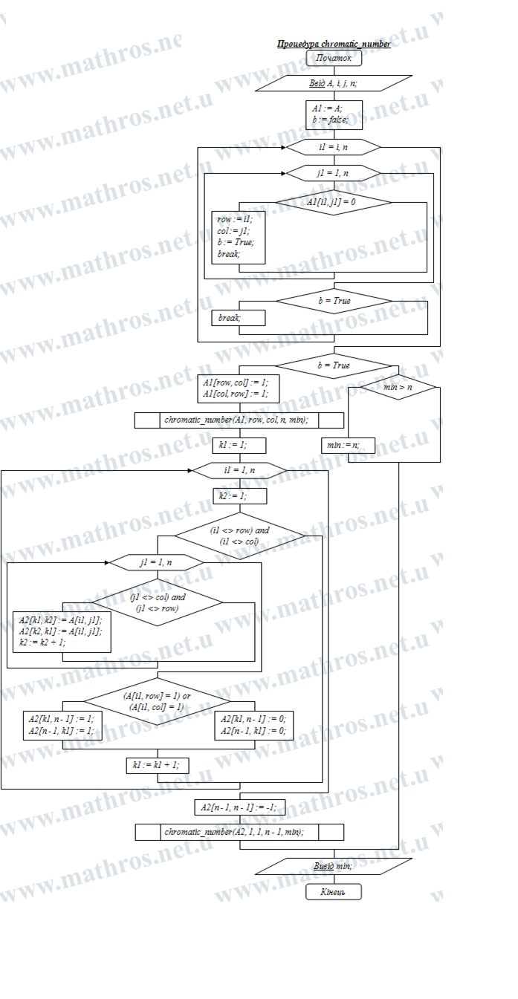 Процедура chromatic_number
Початок
Ввід A, i, j, n;
A1 := A;
b := false;
i1 = i, n
j1 = 1, n
A1[i1, j1] = 0
row := i1;
col := j1;
b := True;
break;
b = True
break;
b = True
min > n
A1[row, col] := 1;
A1[col, row] := 1;
chromatic_number(A1, row, col, n, min);
k1 := 1;
min := n;
i1 = 1, n
k2 := 1;
(i1 <> row) and
(i1 <> col)
j1 = 1, n
(j1 <> col) and
(j1 <> row)
A2[k1, k2] := A[i1, j1];
A2[k2, k1] := A[i1, j1];
k2 := k2 + 1;
(A[i1, row] = 1) or
(A[i1, col] = 1)
A2[k1, n - 1] := 1;
A2[n - 1, k1] := 1;
A2[k1, n - 1] := 0;
A2[n - 1, k1] := 0;
k1 := k1 + 1;
A2[n - 1, n - 1] := -1;
chromatic_number(A2, 1, 1, n - 1, min);
Вивід min;
Кінець
www.mathros.net.u